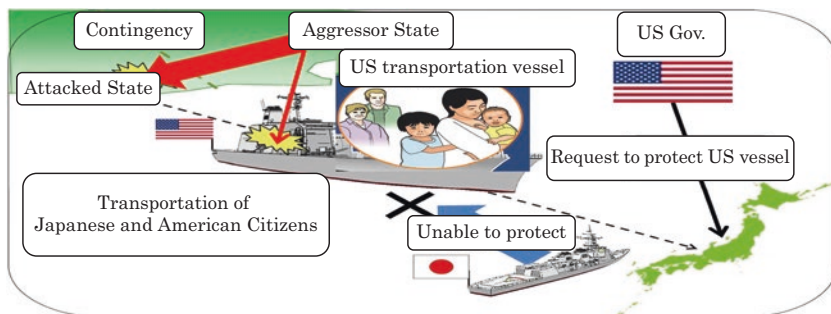 Contingency
Aggressor State
US Gov.
US transportation vessel
Attacked State
Request to protect US vessel
Transportation of
Japanese and American Citizens
Unable to protect